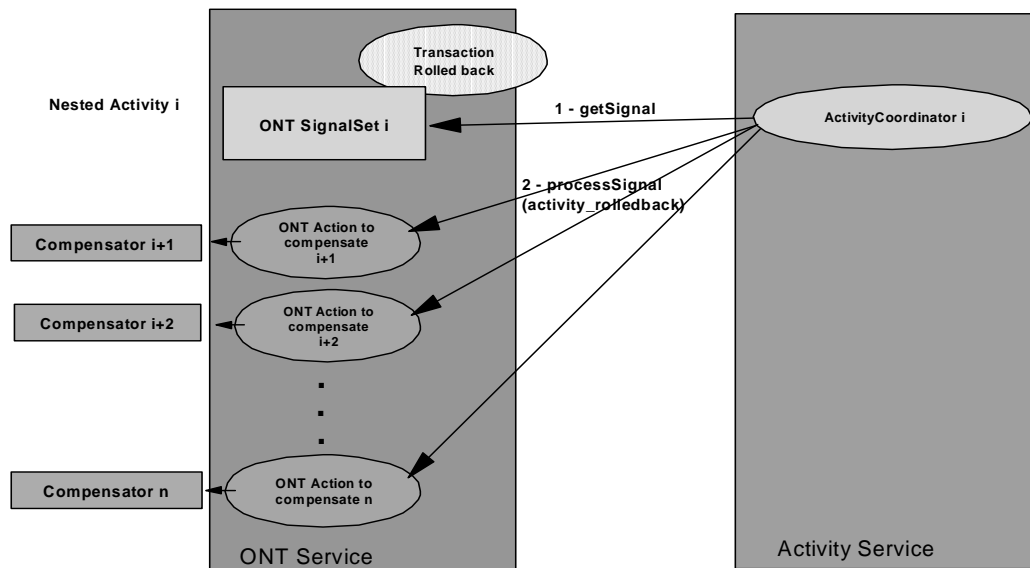 Transaction
Rolled back
Nested Activity i
1 - getSignal
ONT SignalSet i
ActivityCoordinator i
2 - processSignal
(activity_rolledback)
ONT Action to
compensate
i+1
Compensator i+1
ONT Action to
compensate
i+2
Compensator i+2
ONT Action to
compensate n
Compensator n
ONT Service
Activity Service